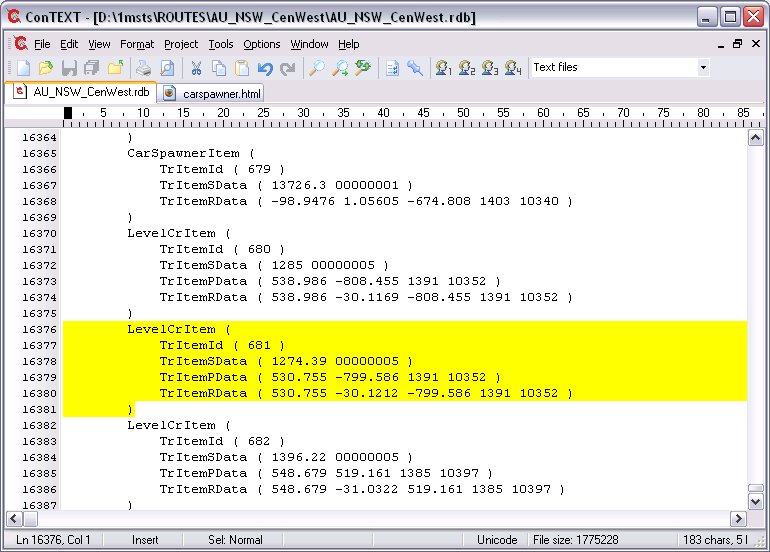 ConTEXT - [D:\1msts\ROUTES\AU_NSW_CenWest\AU_NSW_CenWest.rdb]
File Edit View Format Project Tools Options Window Help
1 2 3 4 Text files
AU_NSW_CenWest.rdb carspawner.html
5 10 15 20 25 30 35 40 45 50 55 60 65 70 75 80 85
16364 )
16365 CarSpawnerItem (
16366 TrItemId ( 679 )
16367 TrItemSData ( 13726.3 00000001 )
16368 TrItemRData ( -98.9476 1.05605 -674.808 1403 10340 )
16369 )
16370 LevelCrItem (
16371 TrItemId ( 680 )
16372 TrItemSData ( 1285 00000005 )
16373 TrItemPData ( 538.986 -808.455 1391 10352 )
16374 TrItemRData ( 538.986 -30.1169 -808.455 1391 10352 )
16375 )
16376 LevelCrItem (
16377 TrItemId ( 681 )
16378 TrItemSData ( 1274.39 00000005 )
16379 TrItemPData ( 530.755 -799.586 1391 10352 )
16380 TrItemRData ( 530.755 -30.1212 -799.586 1391 10352 )
16381 )
16382 LevelCrItem (
16383 TrItemId ( 682 )
16384 TrItemSData ( 1396.22 00000005 )
16385 TrItemPData ( 548.679 519.161 1385 10397 )
16386 TrItemRData ( 548.679 -31.0322 519.161 1385 10397 )
16387 )
Ln 16376, Col 1 Insert Sel: Normal Unicode File size: 1775228 183 chars, 5 l